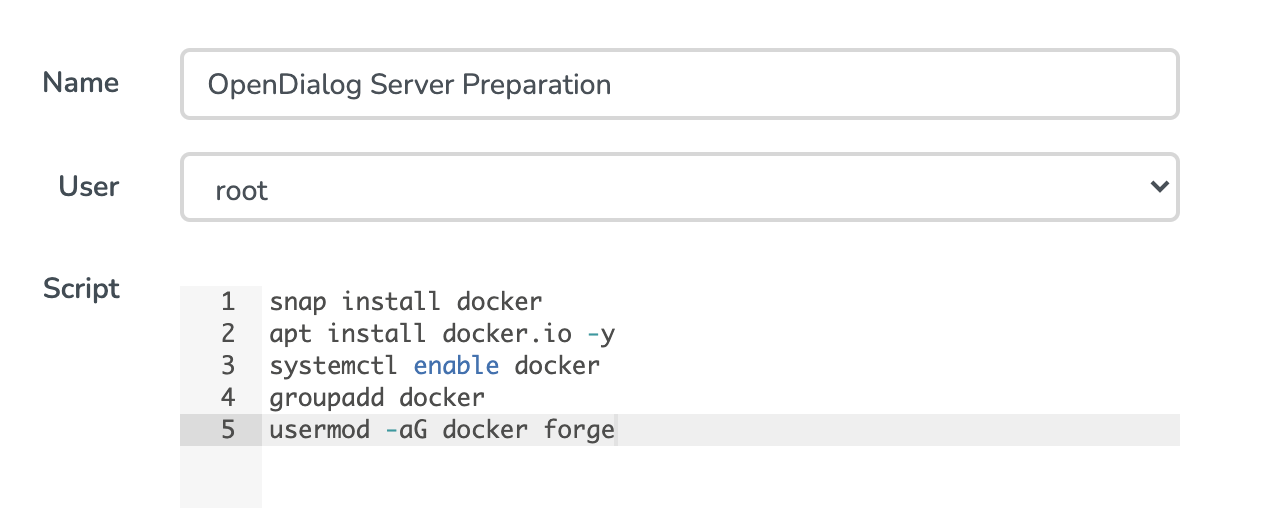 Name
OpenDialog Server Preparation
User
root
Script
1 snap install docker
2 apt install docker.io -y
3 systemctl enable docker
4 groupadd docker
5 usermod -aG docker forge